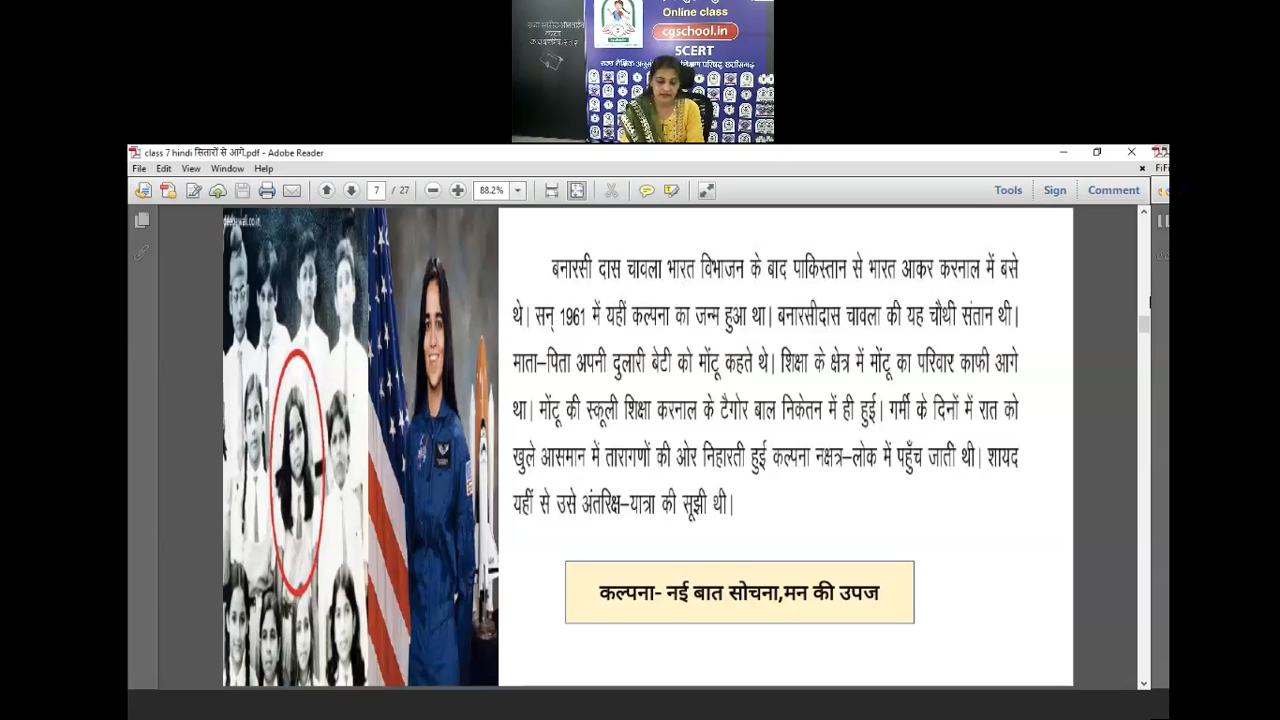 Online class
cgschool.in
SCERT
class 7 hindi सितारों से आगे.pdf - Adobe Reader
File Edit View Window Help
7 / 27 88.2% Tools Sign Comment
बनारसी दास चावला भारत विभाजन के बाद पाकिस्तान से भारत आकर करनाल में बसे
थे। सन् 1961 में यहीं कल्पना का जन्म हुआ था। बनारसीदास चावला की यह चौथी संतान थी।
माता–पिता अपनी दुलारी बेटी को मोंटू कहते थे। शिक्षा के क्षेत्र में मोंटू का परिवार काफी आगे
था। मोंटू की स्कूली शिक्षा करनाल के टैगोर बाल निकेतन में ही हुई। गर्मी के दिनों में रात को
खुले आसमान में तारागणों की ओर निहारती हुई कल्पना नक्षत्र–लोक में पहुँच जाती थी। शायद
यहीं से उसे अंतरिक्ष–यात्रा की सूझी थी।
कल्पना- नई बात सोचना,मन की उपज